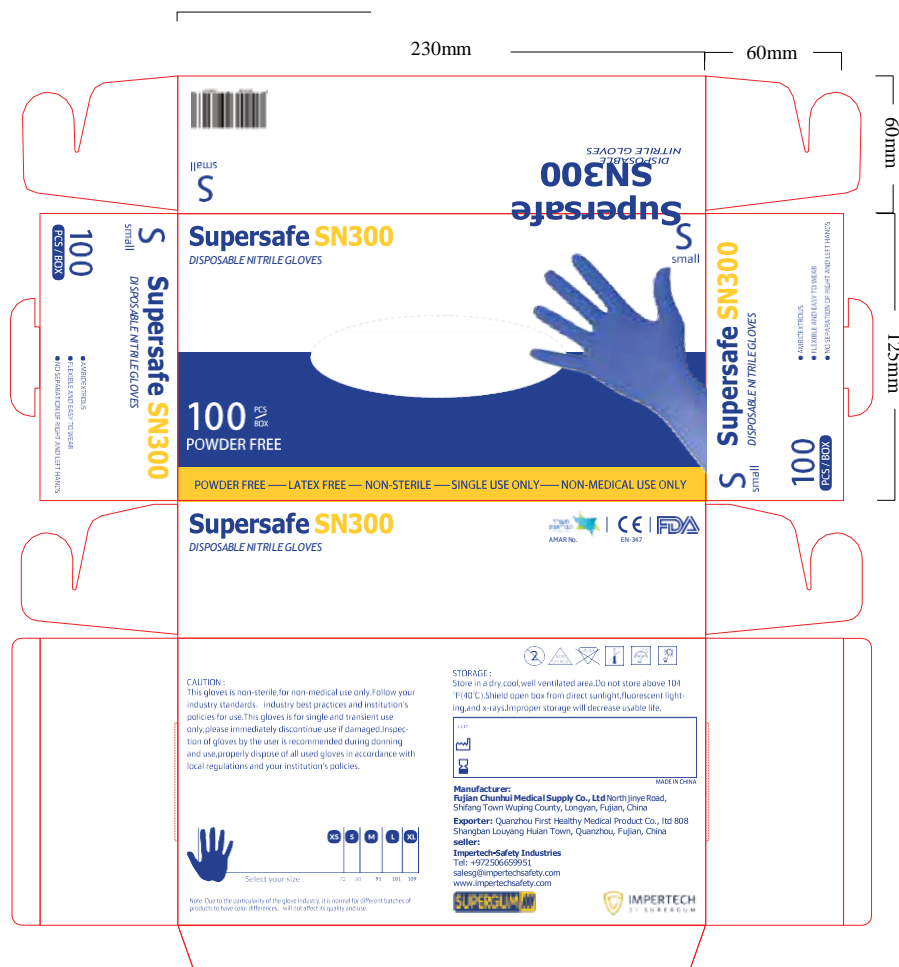 230mm
60mm
60mm
125mm
S
small
DISPOSABLE
NITRILE GLOVES
SN300
Supersafe
S
small
100
PCS / BOX
Supersafe SN300
DISPOSABLE NITRILE GLOVES
AMBIDEXTROUS
FLEXIBLE AND EASY TO WEAR
NO SEPARATION OF RIGHT AND LEFT HANDS
Supersafe SN300
DISPOSABLE NITRILE GLOVES
S
small
100 PCS BOX
POWDER FREE
POWDER FREE — LATEX FREE — NON-STERILE — SINGLE USE ONLY — NON-MEDICAL USE ONLY
S
small
Supersafe SN300
DISPOSABLE NITRILE GLOVES
AMBIDEXTROUS
FLEXIBLE AND EASY TO WEAR
NO SEPARATION OF RIGHT AND LEFT HANDS
100
PCS / BOX
Supersafe SN300
DISPOSABLE NITRILE GLOVES
משרד
הבריאות
AMAR No.
CE
EN-347
FDA
CAUTION :
This gloves is non-sterile,for non-medical use only.Follow your
industry standards. industry best practices and institution's
policies for use.This gloves is for single and transient use
only,please immediately discontinue use if damaged.Inspec-
tion of gloves by the user is recommended during donning
and use,properly dispose of all used gloves in accordance with
local regulations and your institution's policies.
XS S M L XL
Select your size
72 80 91 101 109
Note: Due to the particularity of the glove industry, it is normal for different batches of
products to have color differences, will not affect its quality and use.
2
STORAGE :
Store in a dry,cool,well ventilated area.Do not store above 104
°F(40℃).Shield open box from direct sunlight,fluorescent light-
ing,and x-rays.Improper storage will decrease usable life.
LOT
MADE IN CHINA
Manufacturer:
Fujian Chunhui Medical Supply Co., Ltd North Jinye Road,
Shifang Town Wuping County, Longyan, Fujian, China
Exporter: Quanzhou First Healthy Medical Product Co., ltd 808
Shangban Louyang Huian Town, Quanzhou, Fujian, China
seller:
Impertech-Safety Industries
Tel: +972506659951
salesg@impertechsafety.com
www.impertechsafety.com
SUPERGUM
IMPERTECH
BY SUPERGUM